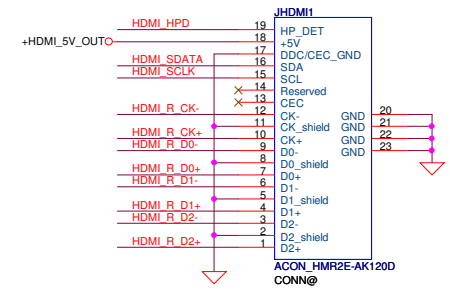 JHDMI1
HDMI_HPD 19 HP_DET
+HDMI_5V_OUT 18 +5V
17 DDC/CEC_GND
HDMI_SDATA 16 SDA
HDMI_SCLK 15 SCL
14 Reserved
13 CEC
HDMI_R_CK- 12 CK- GND 20
11 CK_shield GND 21
HDMI_R_CK+ 10 CK+ GND 22
HDMI_R_D0- 9 D0- GND 23
8 D0_shield
HDMI_R_D0+ 7 D0+
HDMI_R_D1- 6 D1-
5 D1_shield
HDMI_R_D1+ 4 D1+
HDMI_R_D2- 3 D2-
2 D2_shield
HDMI_R_D2+ 1 D2+
ACON_HMR2E-AK120D
CONN@